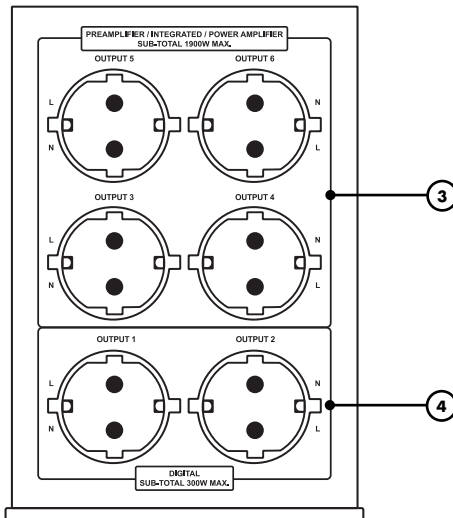 PREAMPLIFIER / INTEGRATED / POWER AMPLIFIER
SUB-TOTAL 1900W MAX.
OUTPUT 5 OUTPUT 6
L N
N L
3
OUTPUT 3 OUTPUT 4
L N
N L
OUTPUT 1 OUTPUT 2
L N
4
N L
DIGITAL
SUB-TOTAL 300W MAX.